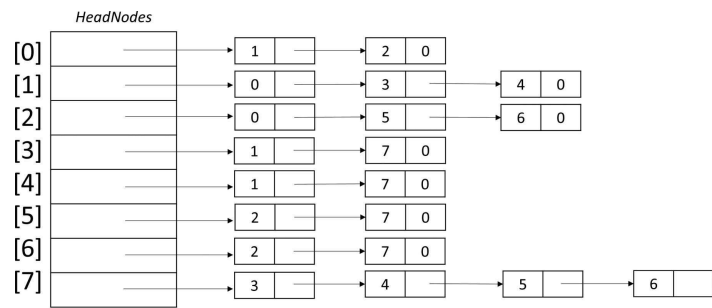 HeadNodes
[0] 1 2 0
[1] 0 3 4 0
[2] 0 5 6 0
[3] 1 7 0
[4] 1 7 0
[5] 2 7 0
[6] 2 7 0
[7] 3 4 5 6